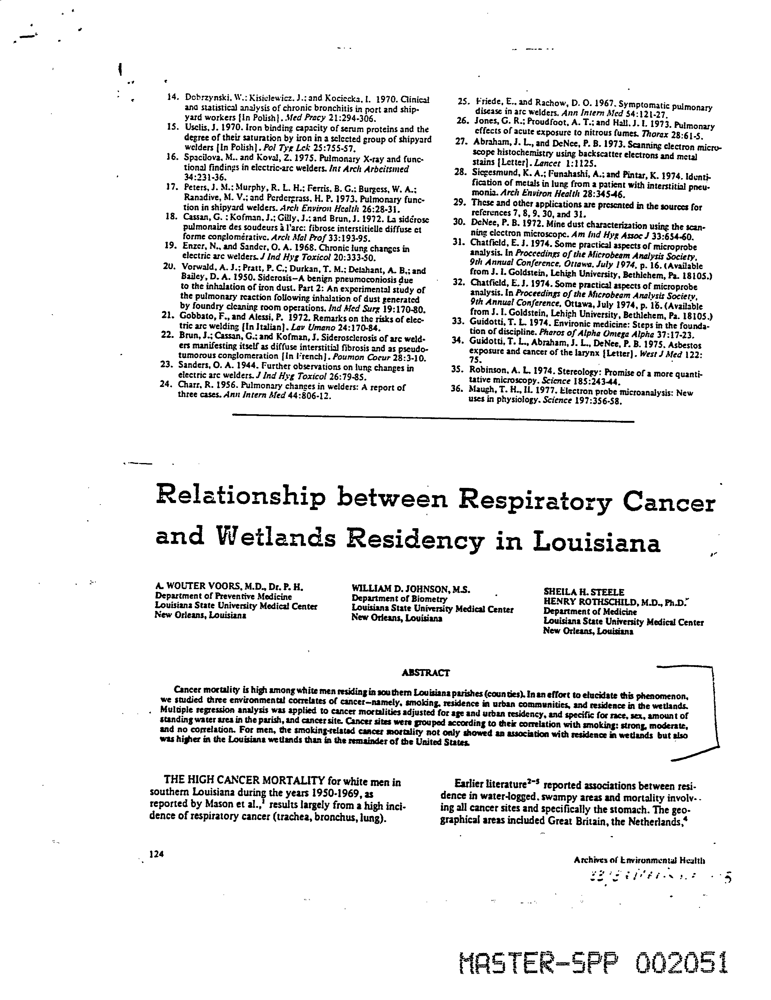 14. Dobrzynski, W.; Kisielewicz, J.; and Kociecka, I. 1970. Clinical
and statistical analysis of chronic bronchitis in port and ship-
yard workers [In Polish]. Med Pracy 21:294-306.
15. Uselis, J. 1970. Iron binding capacity of serum proteins and the
degree of their saturation by iron in a selected group of shipyard
welders [In Polish]. Pol Tyg Lek 25:755-57.
16. Spacilova, M., and Koval, Z. 1975. Pulmonary X-ray and func-
tional findings in electric-arc welders. Int Arch Arbeitsmed
34:231-36.
17. Peters, J. M.; Murphy, R. L. H.; Ferris, B. G.; Burgess, W. A.;
Ranadive, M. V.; and Perdergrass, H. P. 1973. Pulmonary func-
tion in shipyard welders. Arch Environ Health 26:28-31.
18. Cassan, G. ; Kofman, J.; Gilly, J.; and Brun, J. 1972. La sidérose
pulmonaire des soudeurs à l'arc: fibrose interstitielle diffuse et
forme conglomérative. Arch Mal Prof 33:193-95.
19. Enzer, N., and Sander, O. A. 1968. Chronic lung changes in
electric arc welders. J Ind Hyg Toxicol 20:333-50.
20. Vorwald, A. J.; Pratt, P. C.; Durkan, T. M.; Delahant, A. B.; and
Bailey, D. A. 1950. Siderosis—A benign pneumoconiosis due
to the inhalation of iron dust. Part 2: An experimental study of
the pulmonary reaction following inhalation of dust generated
by foundry cleaning room operations. Ind Med Surg 19:170-80.
21. Gobbato, F., and Alessi, P. 1972. Remarks on the risks of elec-
tric arc welding [In Italian]. Lav Umano 24:170-84.
22. Brun, J.; Cassan, G.; and Kofman, J. Siderosclerosis of arc weld-
ers manifesting itself as diffuse interstitial fibrosis and as pseudo-
tumorous conglomeration [In French]. Poumon Coeur 28:3-10.
23. Sanders, O. A. 1944. Further observations on lung changes in
electric arc welders. J Ind Hyg Toxicol 26:79-85.
24. Charr, R. 1956. Pulmonary changes in welders: A report of
three cases. Ann Intern Med 44:806-12.
25. Friede, E., and Rachow, D. O. 1967. Symptomatic pulmonary
disease in arc welders. Ann Intern Med 54:121-27.
26. Jones, G. R.; Proudfoot, A. T.; and Hall, J. I. 1973. Pulmonary
effects of acute exposure to nitrous fumes. Thorax 28:61-5.
27. Abraham, J. L., and DeNee, P. B. 1973. Scanning electron micro-
scope histochemistry using backscatter electrons and metal
stains [Letter]. Lancet 1:1125.
28. Siegesmund, K. A.; Funahashi, A.; and Pintar, K. 1974. Identi-
fication of metals in lung from a patient with interstitial pneu-
monia. Arch Environ Health 28:345-46.
29. These and other applications are presented in the sources for
references 7, 8, 9, 30, and 31.
30. DeNee, P. B. 1972. Mine dust characterization using the scan-
ning electron microscope. Am Ind Hyg Assoc J 33:654-60.
31. Chatfield, E. J. 1974. Some practical aspects of microprobe
analysis. In Proceedings of the Microbeam Analysis Society,
9th Annual Conference, Ottawa, July 1974, p. 16. (Available
from J. I. Goldstein, Lehigh University, Bethlehem, Pa. 18105.)
32. Chatfield, E. J. 1974. Some practical aspects of microprobe
analysis. In Proceedings of the Microbeam Analysis Society,
9th Annual Conference, Ottawa, July 1974, p. 16. (Available
from J. I. Goldstein, Lehigh University, Bethlehem, Pa. 18105.)
33. Guidotti, T. L. 1974. Environic medicine: Steps in the founda-
tion of discipline. Pharos of Alpha Omega Alpha 37:17-23.
34. Guidotti, T. L., Abraham, J. L., DeNee, P. B. 1975. Asbestos
exposure and cancer of the larynx [Letter]. West J Med 122:
75.
35. Robinson, A. L. 1974. Stereology: Promise of a more quanti-
tative microscopy. Science 185:243-44.
36. Maugh, T. H., II. 1977. Electron probe microanalysis: New
uses in physiology. Science 197:356-58.
Relationship between Respiratory Cancer
and Wetlands Residency in Louisiana
A. WOUTER VOORS, M.D., Dr. P. H.
Department of Preventive Medicine
Louisiana State University Medical Center
New Orleans, Louisiana
WILLIAM D. JOHNSON, M.S.
Department of Biometry
Louisiana State University Medical Center
New Orleans, Louisiana
SHEILA H. STEELE
HENRY ROTHSCHILD, M.D., Ph.D.
Department of Medicine
Louisiana State University Medical Center
New Orleans, Louisiana
ABSTRACT
Cancer mortality is high among white men residing in southern Louisiana parishes (counties). In an effort to elucidate this phenomenon,
we studied three environmental correlates of cancer—namely, smoking, residence in urban communities, and residence in the wetlands.
Multiple regression analysis was applied to cancer mortalities adjusted for age and urban residency, and specific for race, sex, amount of
standing water area in the parish, and cancer site. Cancer sites were grouped according to their correlation with smoking: strong, moderate,
and no correlation. For men, the smoking-related cancer mortality not only showed an association with residence in wetlands but also
was higher in the Louisiana wetlands than in the remainder of the United States.
THE HIGH CANCER MORTALITY for white men in
southern Louisiana during the years 1950-1969, as
reported by Mason et al.,¹ results largely from a high inci-
dence of respiratory cancer (trachea, bronchus, lung).
Earlier literature²⁻⁵ reported associations between resi-
dence in water-logged, swampy areas and mortality involv-
ing all cancer sites and specifically the stomach. The geo-
graphical areas included Great Britain, the Netherlands,⁴
124
Archives of Environmental Health
MASTER-SPP 002051